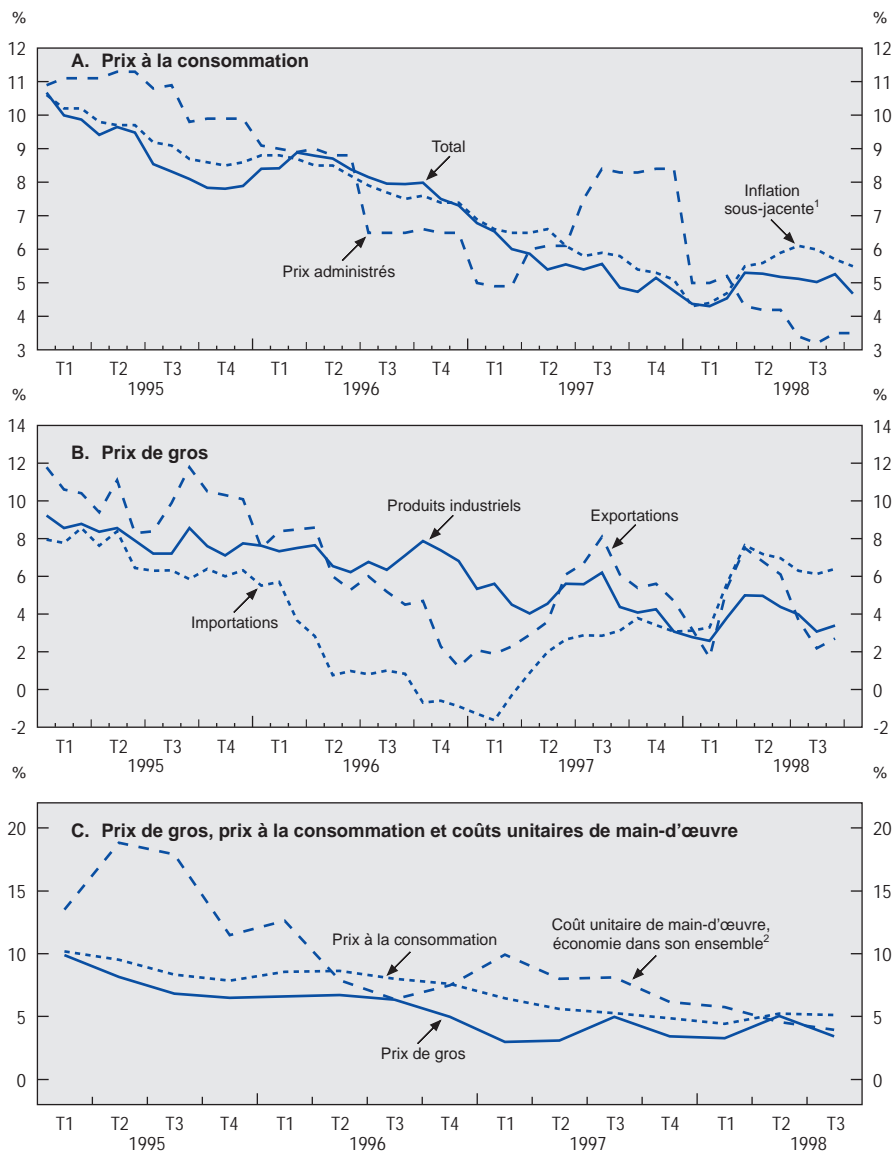 % %
A. Prix à la consommation
12 12
11 11
10 10
9 9
8 8
7 7
6 6
5 5
4 4
3 3
Total
Inflation
sous-jacente1
Prix administrés
T1 T2 T3 T4 T1 T2 T3 T4 T1 T2 T3 T4 T1 T2 T3
1995 1996 1997 1998
% %
B. Prix de gros
14 14
12 12
10 10
8 8
6 6
4 4
2 2
0 0
-2 -2
Produits industriels
Exportations
Importations
T1 T2 T3 T4 T1 T2 T3 T4 T1 T2 T3 T4 T1 T2 T3
1995 1996 1997 1998
% %
C. Prix de gros, prix à la consommation et coûts unitaires de main-d'œuvre
20 20
15 15
10 10
5 5
0 0
Prix à la consommation
Coût unitaire de main-d'œuvre,
économie dans son ensemble2
Prix de gros
T1 T2 T3 T4 T1 T2 T3 T4 T1 T2 T3 T4 T1 T2 T3
1995 1996 1997 1998